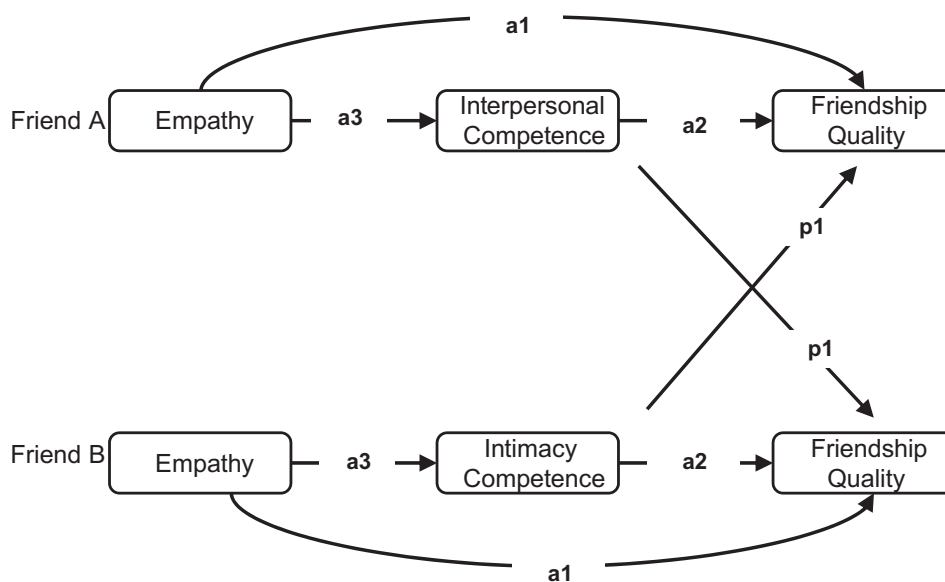 a1
Friend A
Empathy
a3
Interpersonal
Competence
a2
Friendship
Quality
p1
p1
Friend B
Empathy
a3
Intimacy
Competence
a2
Friendship
Quality
a1